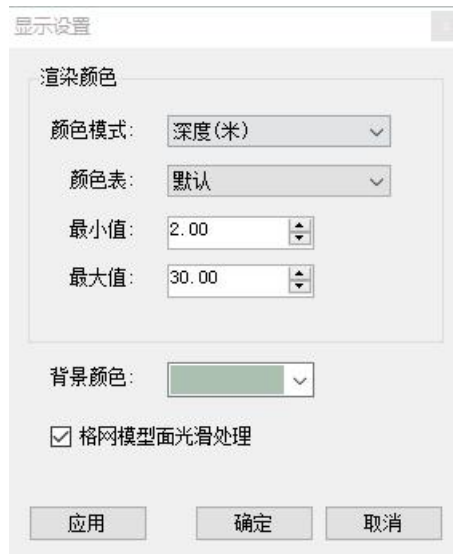 显示设置
渲染颜色
颜色模式: 深度(米)
颜色表: 默认
最小值: 2.00
最大值: 30.00
背景颜色:
格网模型面光滑处理
应用 确定 取消